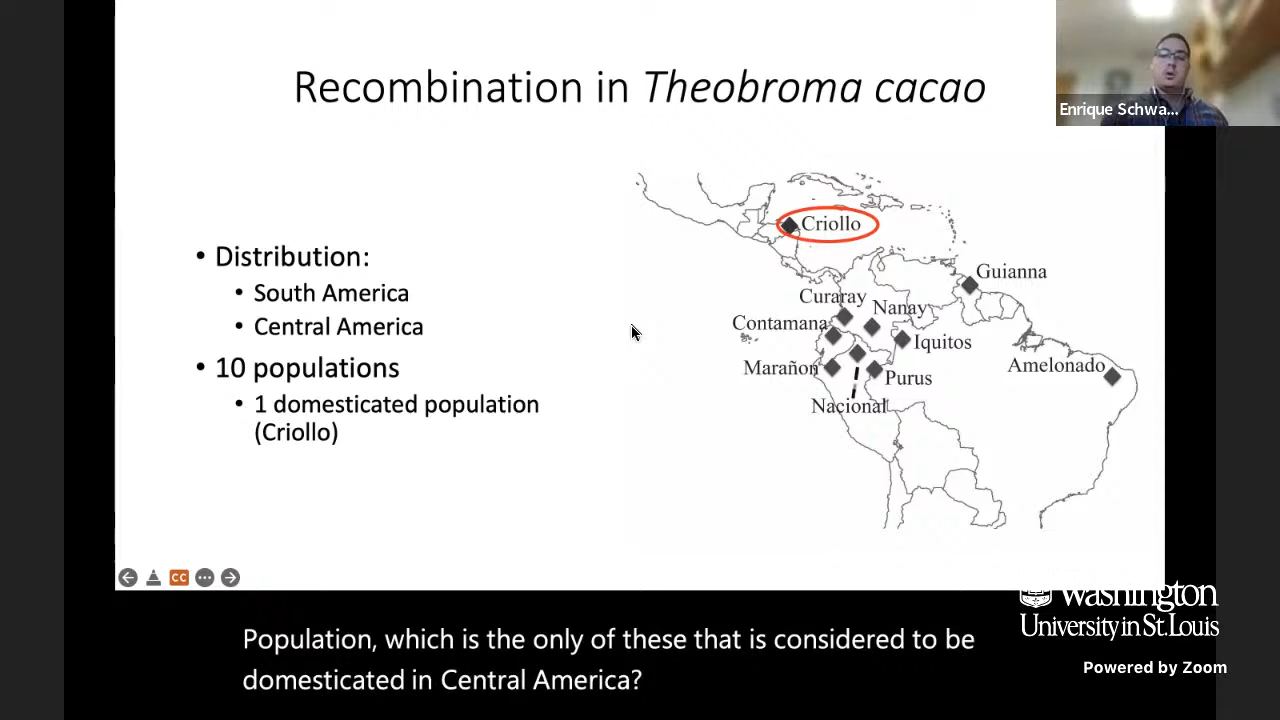 Recombination in Theobroma cacao
Enrique Schwa...
• Distribution:
• South America
• Central America
• 10 populations
• 1 domesticated population
(Criollo)
Criollo
Guianna
Curaray
Nanay
Contamana
Iquitos
Amelonado
Marañon
Purus
Nacional
CC
Population, which is the only of these that is considered to be
domesticated in Central America?
Washington
University in St. Louis
Powered by Zoom